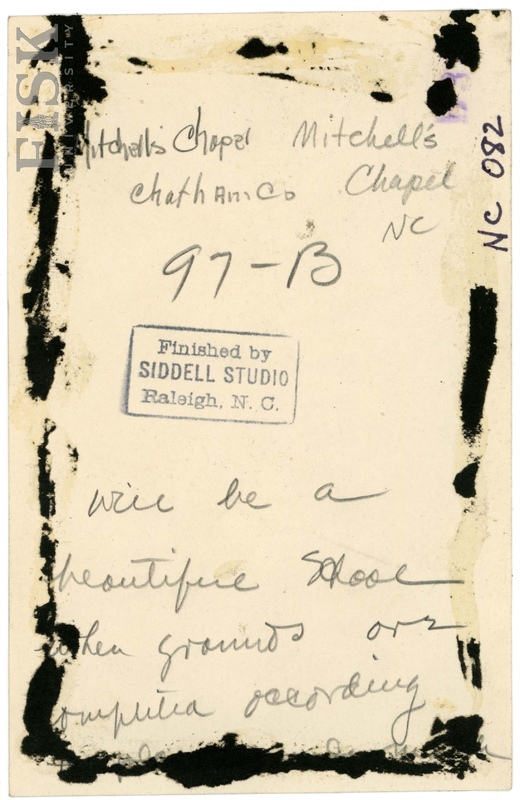 FISK
UNIVERSITY
Mitchell's Chapel Mitchell's
Chatham Co Chapel
NC
NC 082
97-B
Finished by
SIDDELL STUDIO
Raleigh, N. C.
will be a
beautiful School
when grounds are
completed according